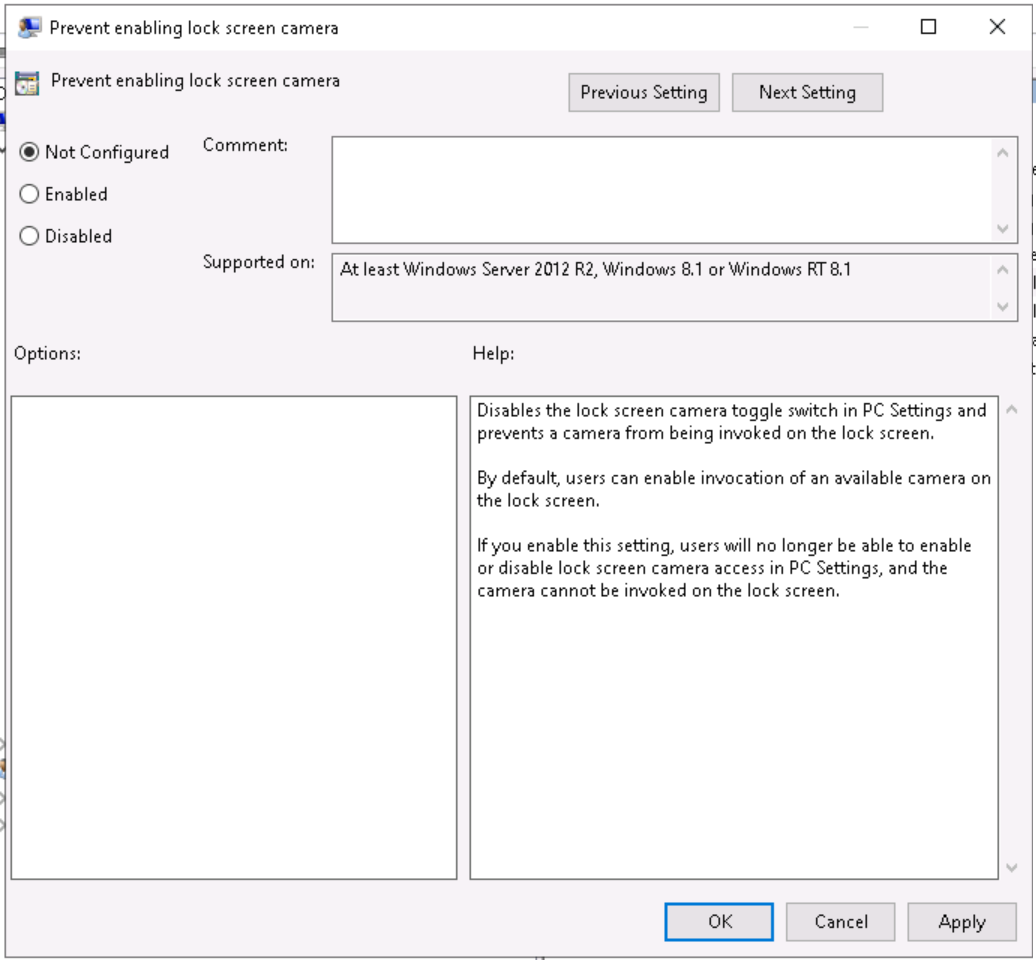 Prevent enabling lock screen camera
Prevent enabling lock screen camera
Previous Setting
Next Setting
Not Configured
Comment:
Enabled
Disabled
Supported on:
At least Windows Server 2012 R2, Windows 8.1 or Windows RT 8.1
Options:
Help:
Disables the lock screen camera toggle switch in PC Settings and
prevents a camera from being invoked on the lock screen.
By default, users can enable invocation of an available camera on
the lock screen.
If you enable this setting, users will no longer be able to enable
or disable lock screen camera access in PC Settings, and the
camera cannot be invoked on the lock screen.
OK
Cancel
Apply